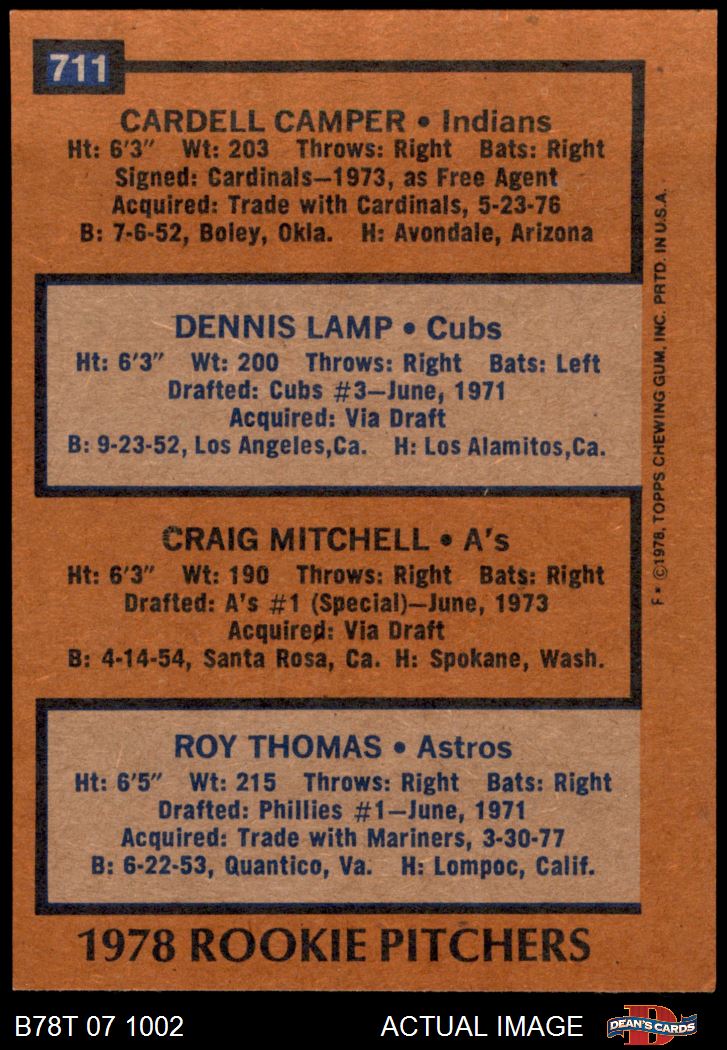 711
CARDELL CAMPER • Indians
Ht: 6'3" Wt: 203 Throws: Right Bats: Right
Signed: Cardinals—1973, as Free Agent
Acquired: Trade with Cardinals, 5-23-76
B: 7-6-52, Boley, Okla. H: Avondale, Arizona
DENNIS LAMP • Cubs
Ht: 6'3" Wt: 200 Throws: Right Bats: Left
Drafted: Cubs #3—June, 1971
Acquired: Via Draft
B: 9-23-52, Los Angeles,Ca. H: Los Alamitos,Ca.
CRAIG MITCHELL • A's
Ht: 6'3" Wt: 190 Throws: Right Bats: Right
Drafted: A's #1 (Special)—June, 1973
Acquired: Via Draft
B: 4-14-54, Santa Rosa, Ca. H: Spokane, Wash.
ROY THOMAS • Astros
Ht: 6'5" Wt: 215 Throws: Right Bats: Right
Drafted: Phillies #1—June, 1971
Acquired: Trade with Mariners, 3-30-77
B: 6-22-53, Quantico, Va. H: Lompoc, Calif.
1978 ROOKIE PITCHERS
F* ©1978, TOPPS CHEWING GUM, INC. PRTD. IN U.S.A.
B78T 07 1002 ACTUAL IMAGE
D
DEAN'S CARDS